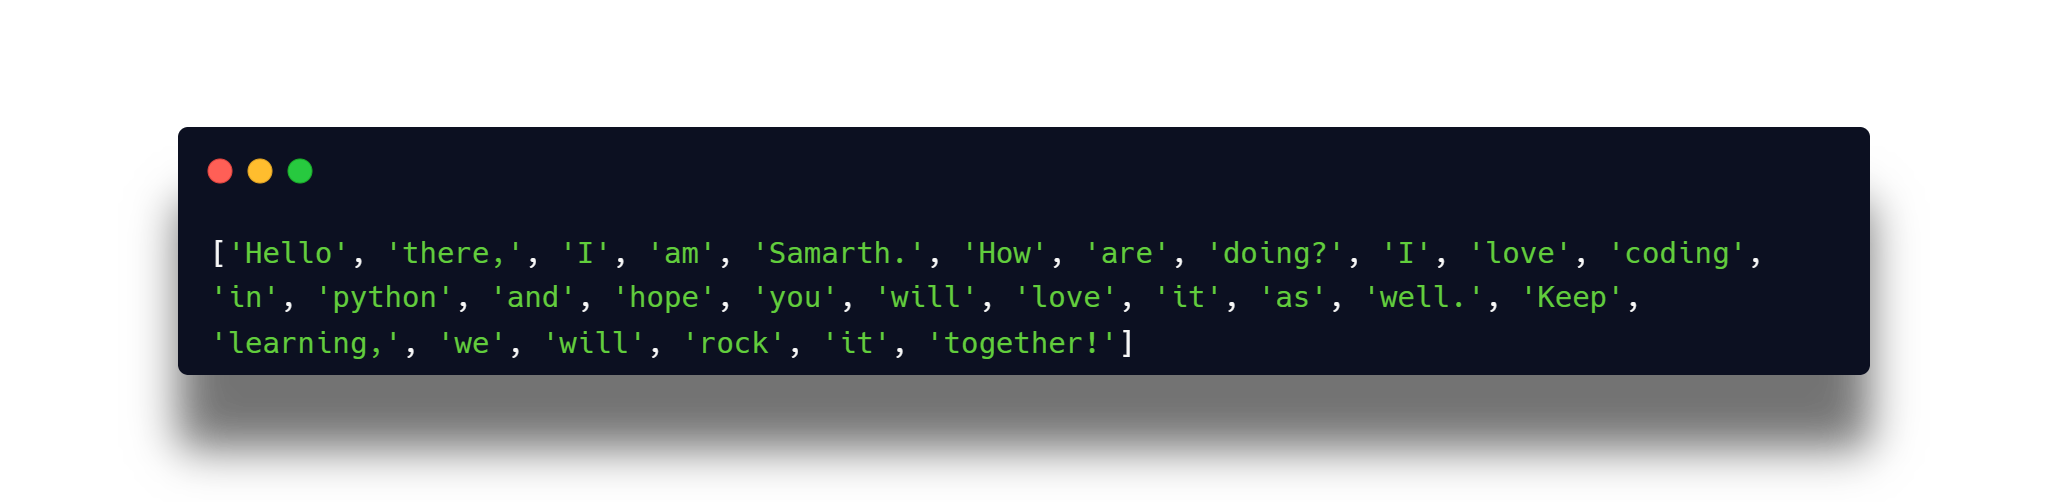 ['Hello', 'there,', 'I', 'am', 'Samarth.', 'How', 'are', 'doing?', 'I', 'love', 'coding',
'in', 'python', 'and', 'hope', 'you', 'will', 'love', 'it', 'as', 'well.', 'Keep',
'learning,', 'we', 'will', 'rock', 'it', 'together!']